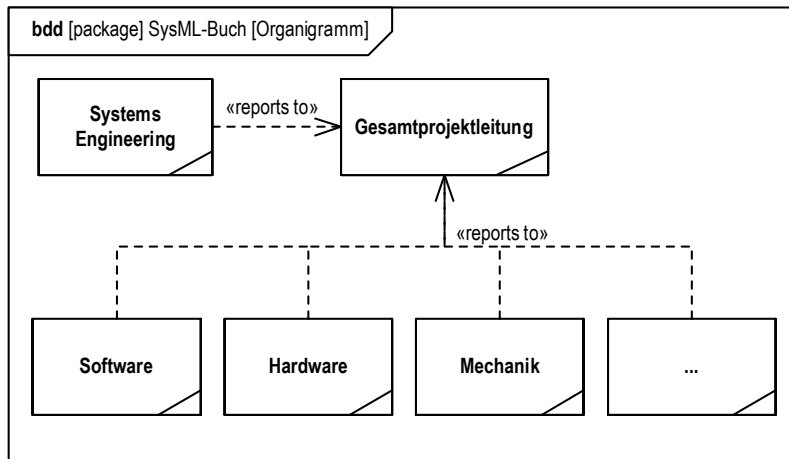 bdd [package] SysML-Buch [Organigramm]
Systems
Engineering
«reports to»
Gesamtprojektleitung
«reports to»
Software
Hardware
Mechanik
...